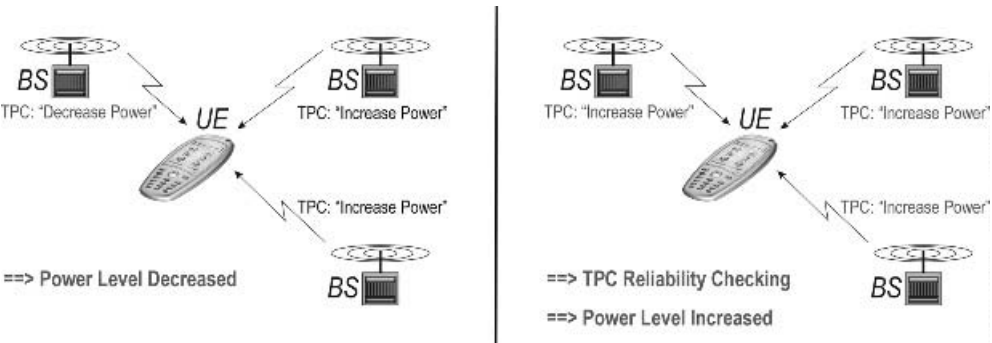 BS
TPC: "Decrease Power"
BS
TPC: "Increase Power"
UE
TPC: "Increase Power"
BS
==> Power Level Decreased
BS
TPC: "Increase Power"
BS
TPC: "Increase Power"
UE
TPC: "Increase Power"
BS
==> TPC Reliability Checking
==> Power Level Increased